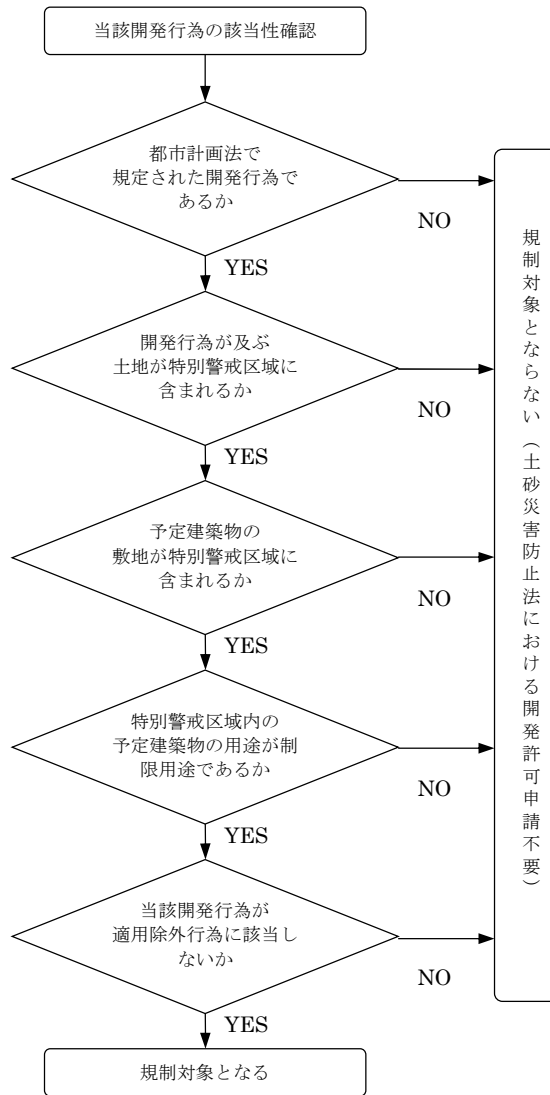 当該開発行為の該当性確認
都市計画法で
規定された開発行為で
あるか
NO
YES
開発行為が及ぶ
土地が特別警戒区域に
含まれるか
NO
YES
予定建築物の
敷地が特別警戒区域に
含まれるか
NO
YES
特別警戒区域内の
予定建築物の用途が制
限用途であるか
NO
YES
当該開発行為が
適用除外行為に該当し
ないか
NO
YES
規制対象となる
規制対象とならない（土砂災害防止法における開発許可申請不要）